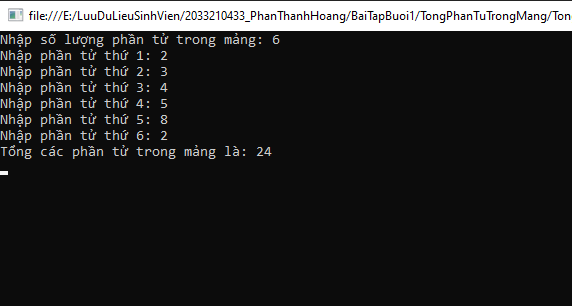 file:///E:/LuuDuLieuSinhVien/2033210433_PhanThanhHoang/BaiTapBuoi1/TongPhanTuTrongMang/Ton
Nhập số lượng phần tử trong mảng: 6
Nhập phần tử thứ 1: 2
Nhập phần tử thứ 2: 3
Nhập phần tử thứ 3: 4
Nhập phần tử thứ 4: 5
Nhập phần tử thứ 5: 8
Nhập phần tử thứ 6: 2
Tổng các phần tử trong mảng là: 24